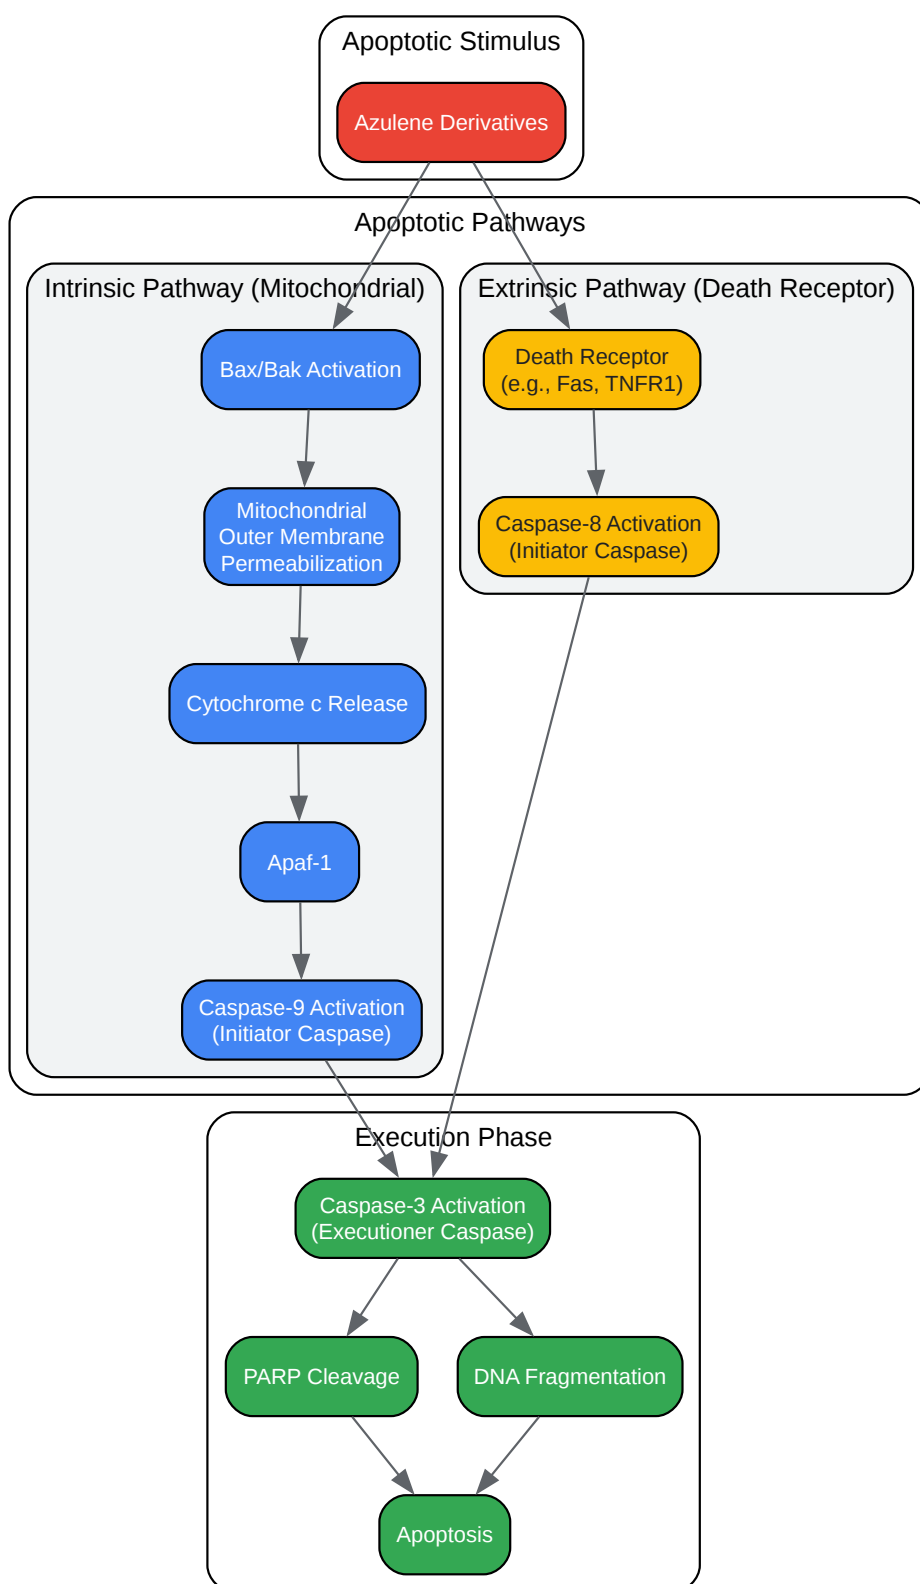 Apoptotic Stimulus
Azulene Derivatives
Apoptotic Pathways
Intrinsic Pathway (Mitochondrial)
Bax/Bak Activation
Mitochondrial
Outer Membrane
Permeabilization
Cytochrome c Release
Apaf-1
Caspase-9 Activation
(Initiator Caspase)
Extrinsic Pathway (Death Receptor)
Death Receptor
(e.g., Fas, TNFR1)
Caspase-8 Activation
(Initiator Caspase)
Execution Phase
Caspase-3 Activation
(Executioner Caspase)
PARP Cleavage
DNA Fragmentation
Apoptosis